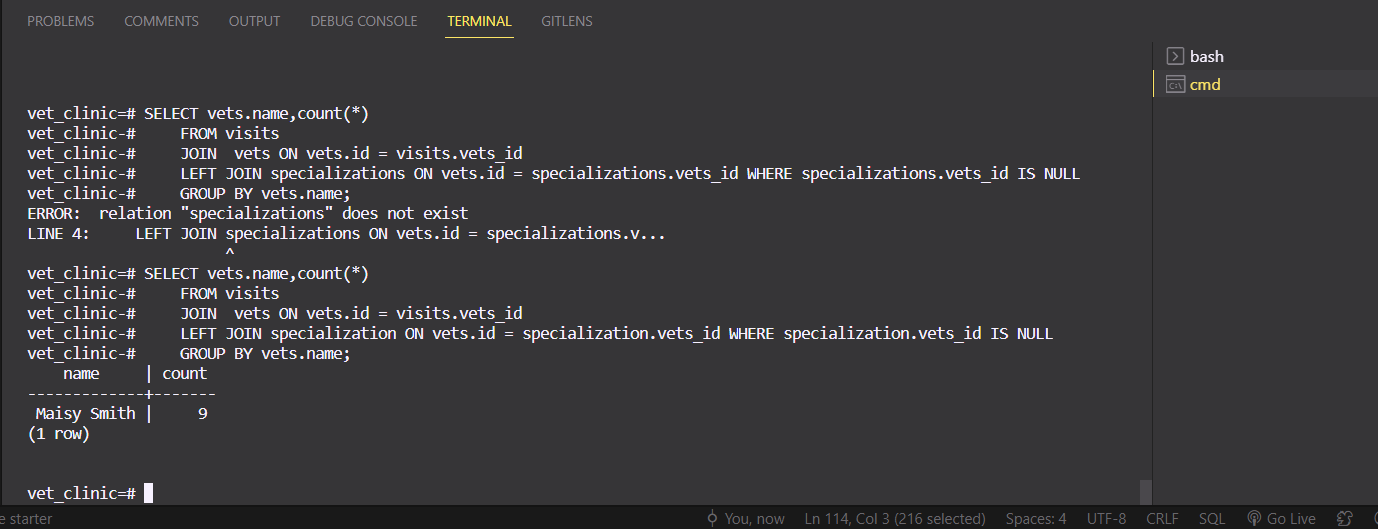 PROBLEMS COMMENTS OUTPUT DEBUG CONSOLE TERMINAL GITLENS
bash
cmd
vet_clinic=# SELECT vets.name,count(*)
vet_clinic-#     FROM visits
vet_clinic-#     JOIN  vets ON vets.id = visits.vets_id
vet_clinic-#     LEFT JOIN specializations ON vets.id = specializations.vets_id WHERE specializations.vets_id IS NULL
vet_clinic-#     GROUP BY vets.name;
ERROR:  relation "specializations" does not exist
LINE 4:     LEFT JOIN specializations ON vets.id = specializations.v...
                      ^
vet_clinic=# SELECT vets.name,count(*)
vet_clinic-#     FROM visits
vet_clinic-#     JOIN  vets ON vets.id = visits.vets_id
vet_clinic-#     LEFT JOIN specialization ON vets.id = specialization.vets_id WHERE specialization.vets_id IS NULL
vet_clinic-#     GROUP BY vets.name;
    name     | count
-------------+-------
 Maisy Smith |     9
(1 row)
vet_clinic=#
e starter You, now Ln 114, Col 3 (216 selected) Spaces: 4 UTF-8 CRLF SQL Go Live